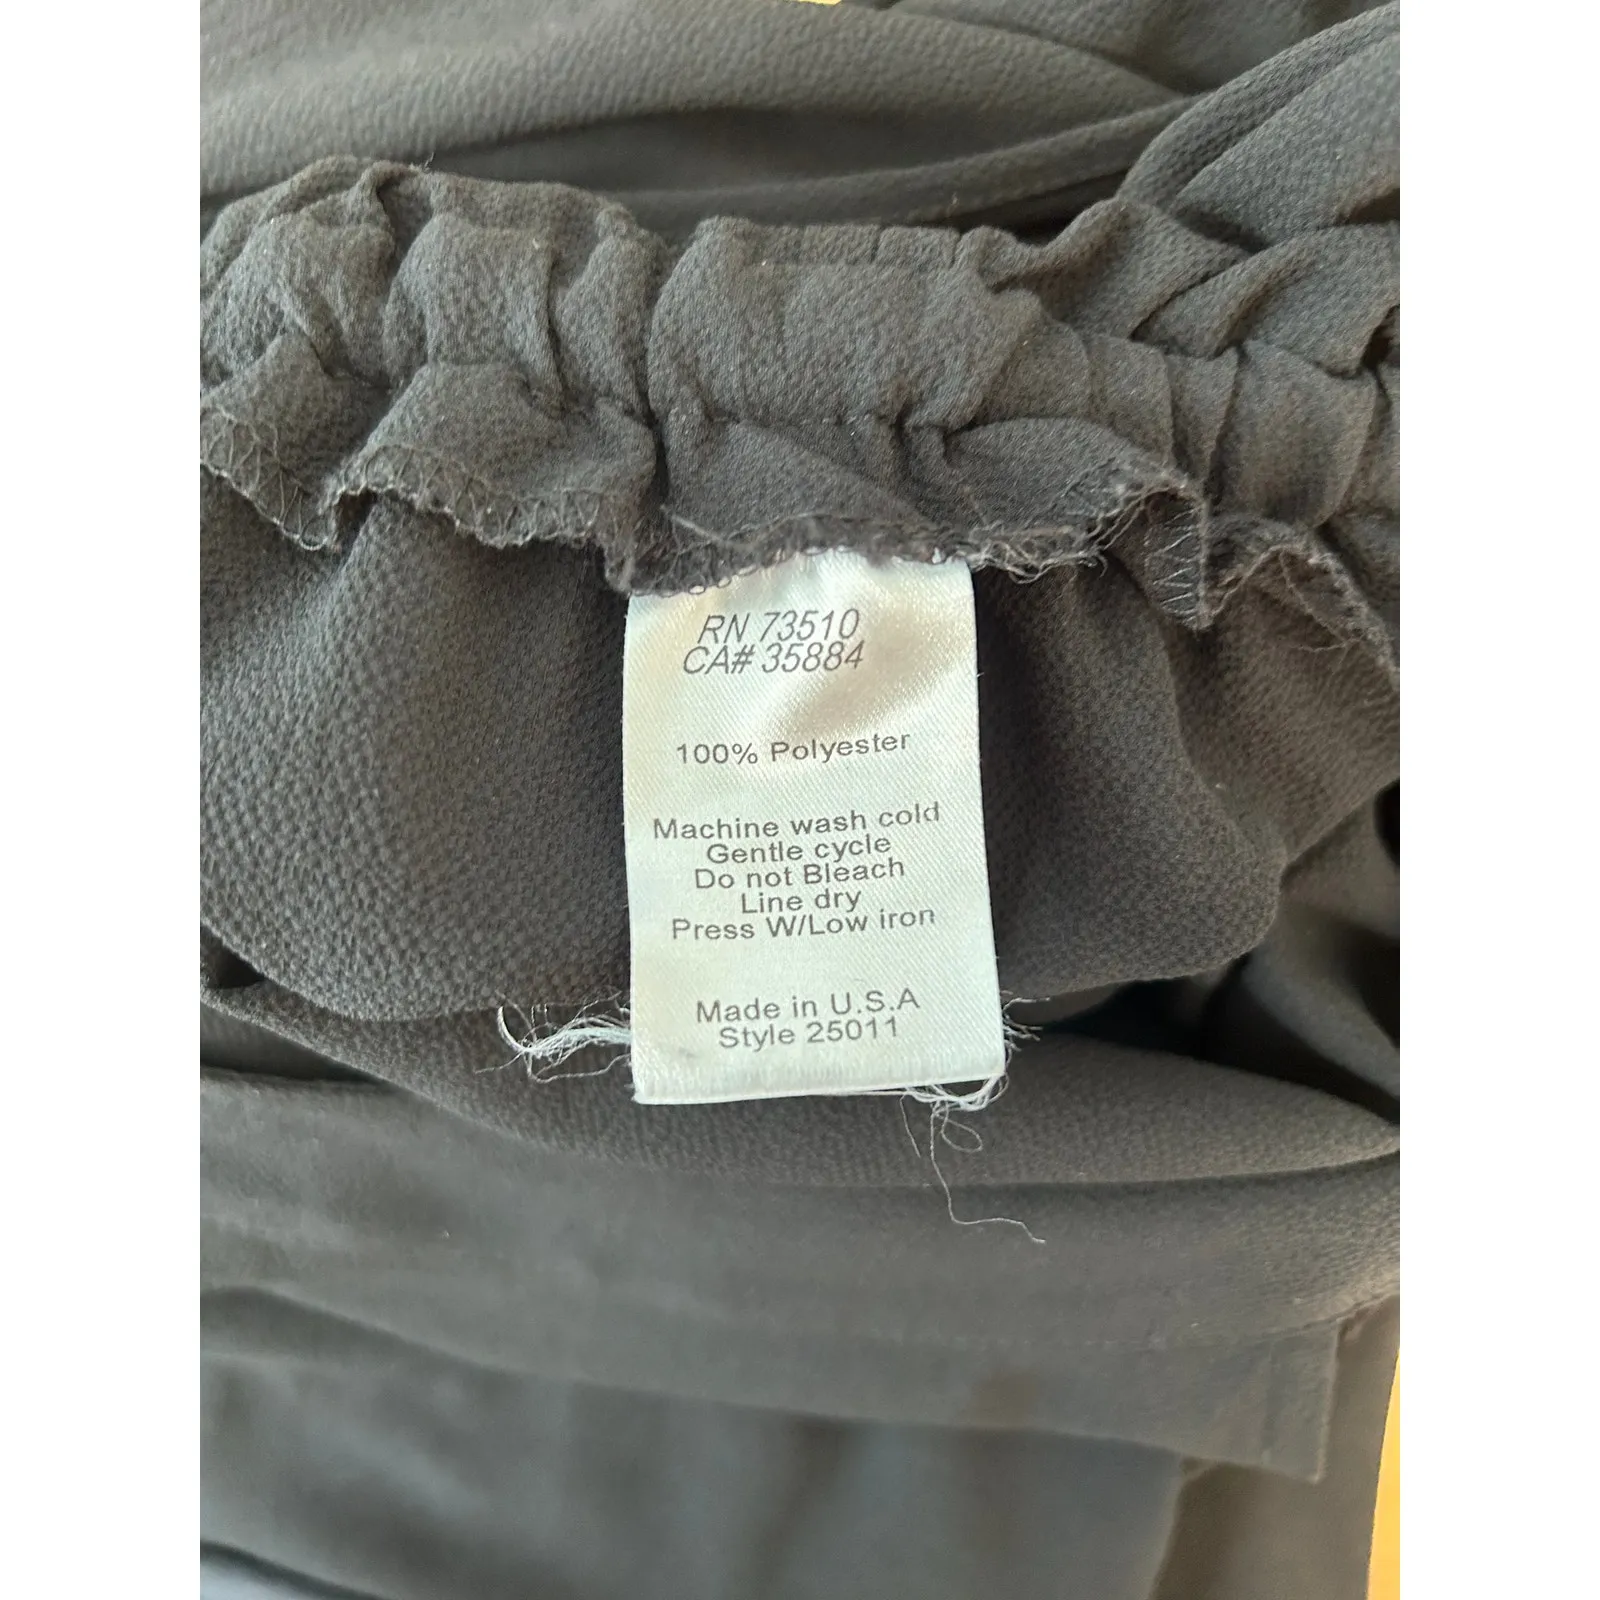 RN 73510
CA# 35884
100% Polyester
Machine wash cold
Gentle cycle
Do not Bleach
Line dry
Press W/Low iron
Made in U.S.A
Style 25011